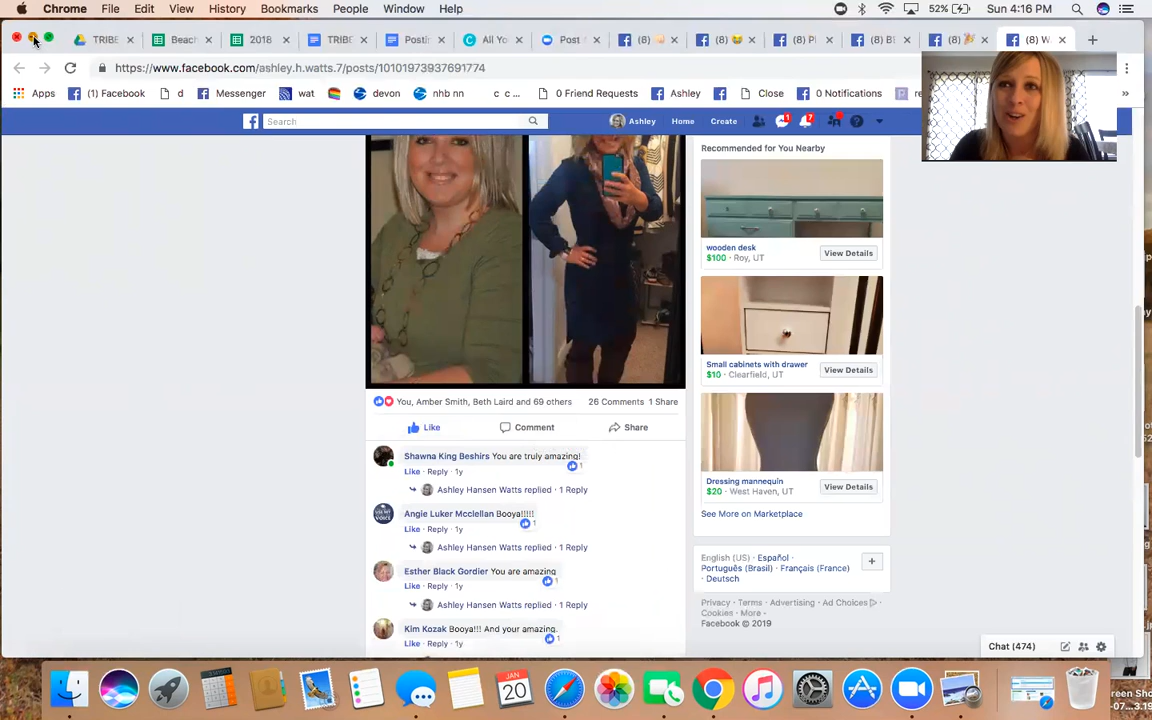 Chrome File Edit View History Bookmarks People Window Help 52% Sun 4:16 PM
TRIBE Beach 2018 TRIBE Postin All Yo Post (8) (8) (8) Pl (8) (8) (8) W
https://www.facebook.com/ashley.h.watts.7/posts/10101973937691774
Apps (1) Facebook d Messenger wat devon nhb nn c c ... 0 Friend Requests Ashley Close 0 Notifications re »
Search Ashley Home Create 1 7
Recommended for You Nearby
wooden desk
$100 · Roy, UT View Details
Small cabinets with drawer
$10 · Clearfield, UT View Details
Dressing mannequin
$20 · West Haven, UT View Details
See More on Marketplace
You, Amber Smith, Beth Laird and 69 others 26 Comments 1 Share
Like Comment Share
Shawna King Beshirs You are truly amazing!
1
Like · Reply · 1y
Ashley Hansen Watts replied · 1 Reply
Angie Luker Mcclellan Booya!!!!!
1
Like · Reply · 1y
Ashley Hansen Watts replied · 1 Reply
Esther Black Gordier You are amazing
1
Like · Reply · 1y
Ashley Hansen Watts replied · 1 Reply
Kim Kozak Booya!!! And your amazing.
1
Like · Reply · 1y
English (US) · Español ·
Português (Brasil) · Français (France)
· Deutsch
Privacy · Terms · Advertising · Ad Choices ·
Cookies · More
Facebook © 2019
Chat (474)
JAN
20